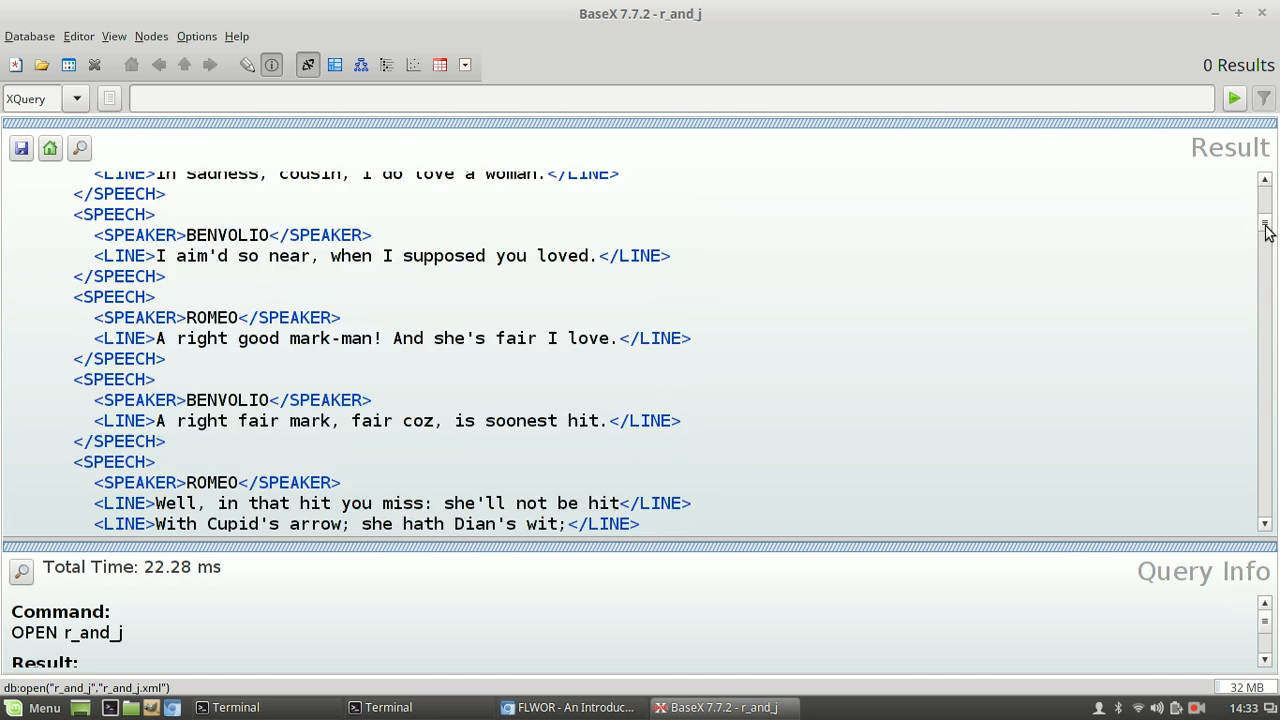 BaseX 7.7.2 - r_and_j
Database Editor View Nodes Options Help
0 Results
XQuery
Result
<LINE>In sadness, cousin, I do love a woman.</LINE>
</SPEECH>
<SPEECH>
<SPEAKER>BENVOLIO</SPEAKER>
<LINE>I aim'd so near, when I supposed you loved.</LINE>
</SPEECH>
<SPEECH>
<SPEAKER>ROMEO</SPEAKER>
<LINE>A right good mark-man! And she's fair I love.</LINE>
</SPEECH>
<SPEECH>
<SPEAKER>BENVOLIO</SPEAKER>
<LINE>A right fair mark, fair coz, is soonest hit.</LINE>
</SPEECH>
<SPEECH>
<SPEAKER>ROMEO</SPEAKER>
<LINE>Well, in that hit you miss: she'll not be hit</LINE>
<LINE>With Cupid's arrow; she hath Dian's wit;</LINE>
Total Time: 22.28 ms
Query Info
Command:
OPEN r_and_j
Result:
db:open("r_and_j","r_and_j.xml")
32 MB
Menu Terminal Terminal FLWOR - An Introduc... BaseX 7.7.2 - r_and_j 14:33